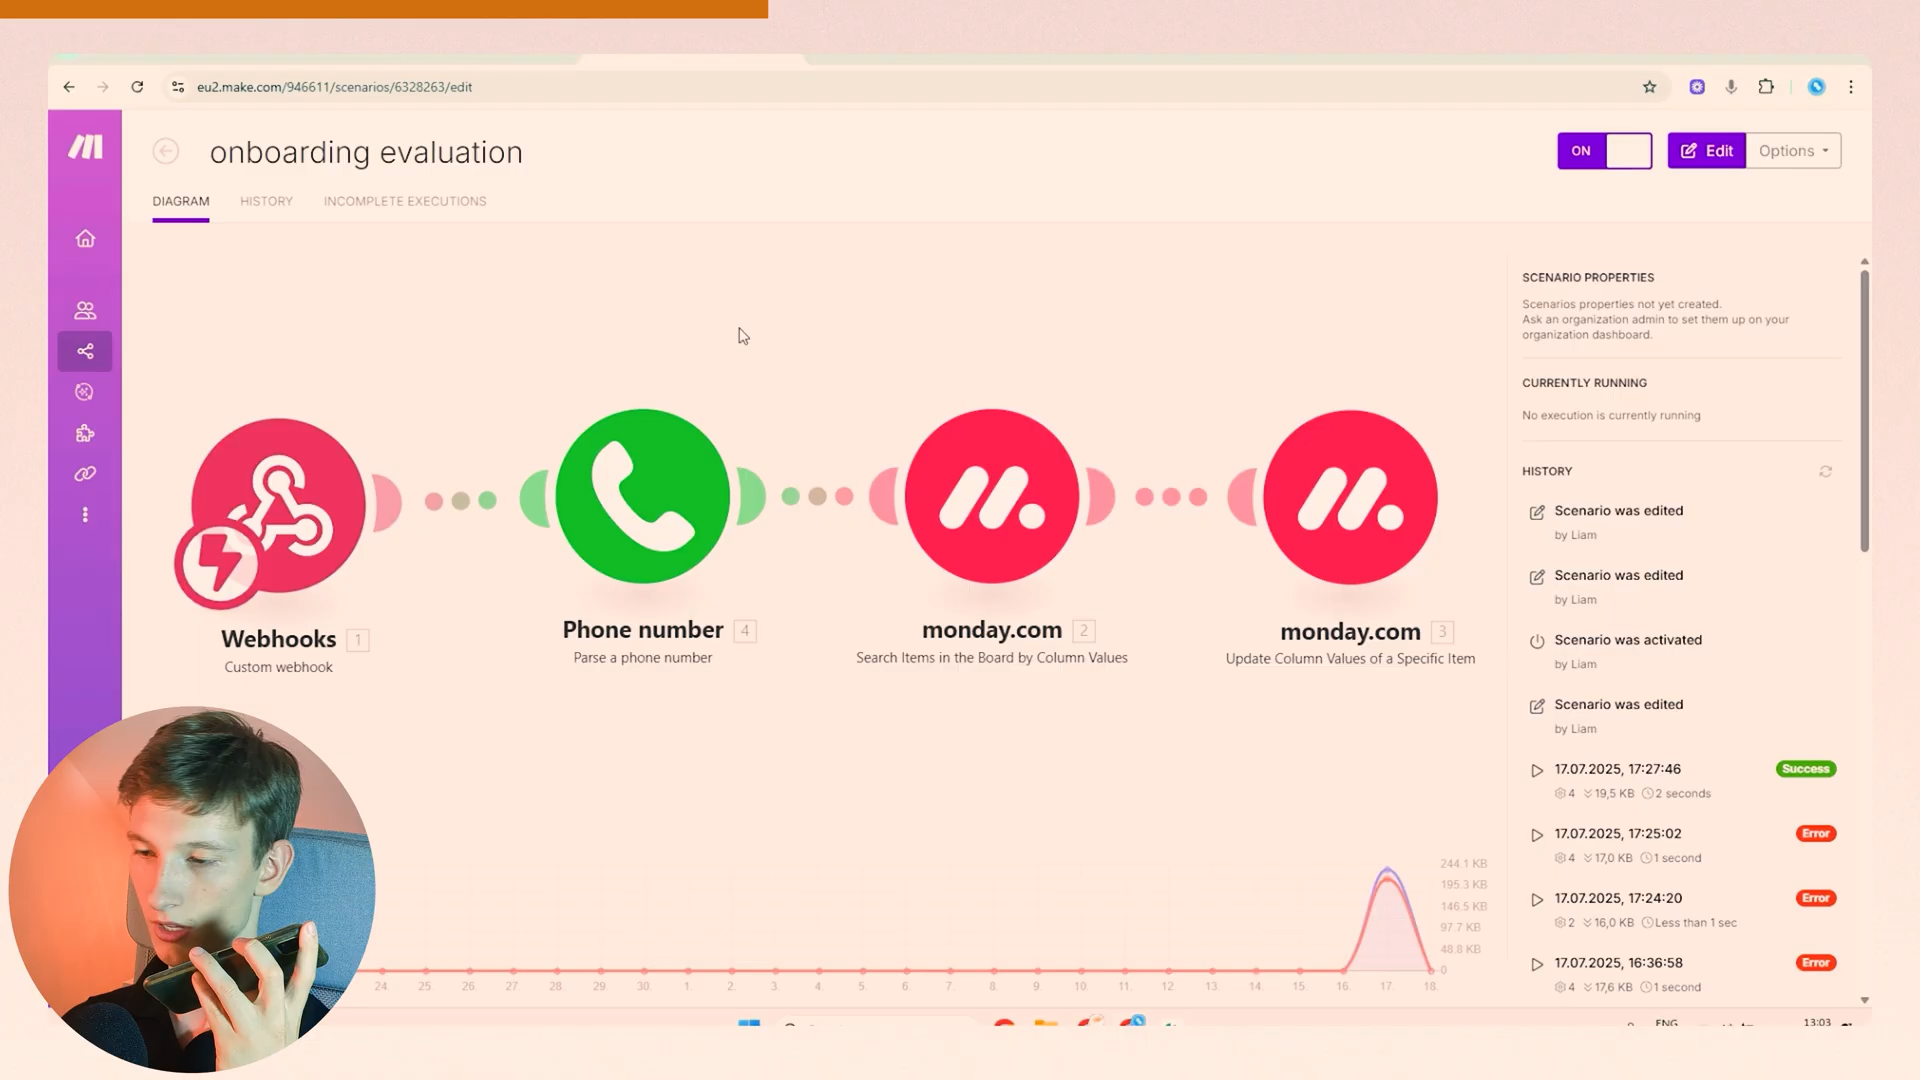 eu2.make.com/946611/scenarios/6328263/edit
onboarding evaluation
ON
Edit
Options
DIAGRAM
HISTORY
INCOMPLETE EXECUTIONS
Webhooks 1
Custom webhook
Phone number 4
Parse a phone number
monday.com 2
Search Items in the Board by Column Values
monday.com 3
Update Column Values of a Specific Item
SCENARIO PROPERTIES
Scenarios properties not yet created.
Ask an organization admin to set them up on your
organization dashboard.
CURRENTLY RUNNING
No execution is currently running
HISTORY
Scenario was edited
by Liam
Scenario was edited
by Liam
Scenario was activated
by Liam
Scenario was edited
by Liam
17.07.2025, 17:27:46 Success
4 19,5 KB 2 seconds
17.07.2025, 17:25:02 Error
4 17,0 KB 1 second
17.07.2025, 17:24:20 Error
2 16,0 KB Less than 1 sec
17.07.2025, 16:36:58 Error
4 17,6 KB 1 second
244.1 KB
195.3 KB
146.5 KB
97.7 KB
48.8 KB
0
24. 25 26. 27. 28. 29. 30. 1. 2. 3. 4. 5. 6. 7. 8. 9. 10. 11. 12. 13. 14. 15. 16. 17. 18.
ENG
13:03